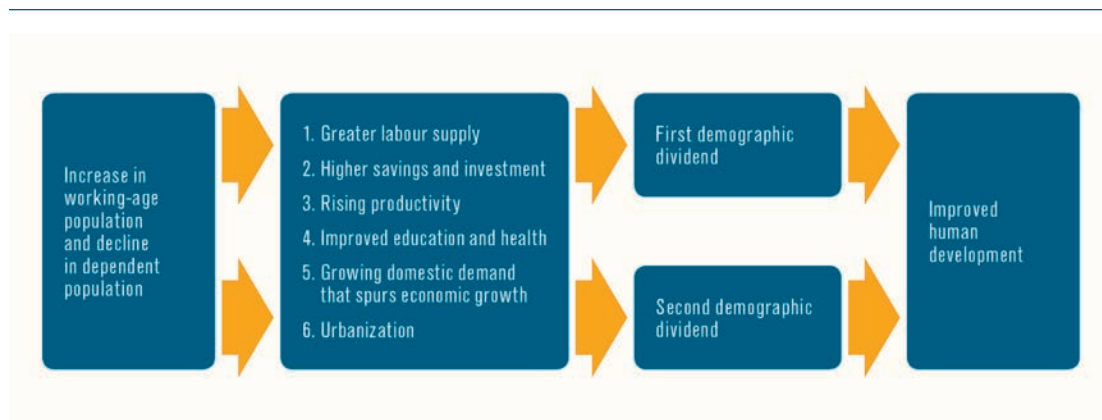 Increase in
working-age
population
and decline
in dependent
population
1. Greater labour supply
2. Higher savings and investment
3. Rising productivity
4. Improved education and health
5. Growing domestic demand
that spurs economic growth
6. Urbanization
First demographic
dividend
Second demographic
dividend
Improved
human
development